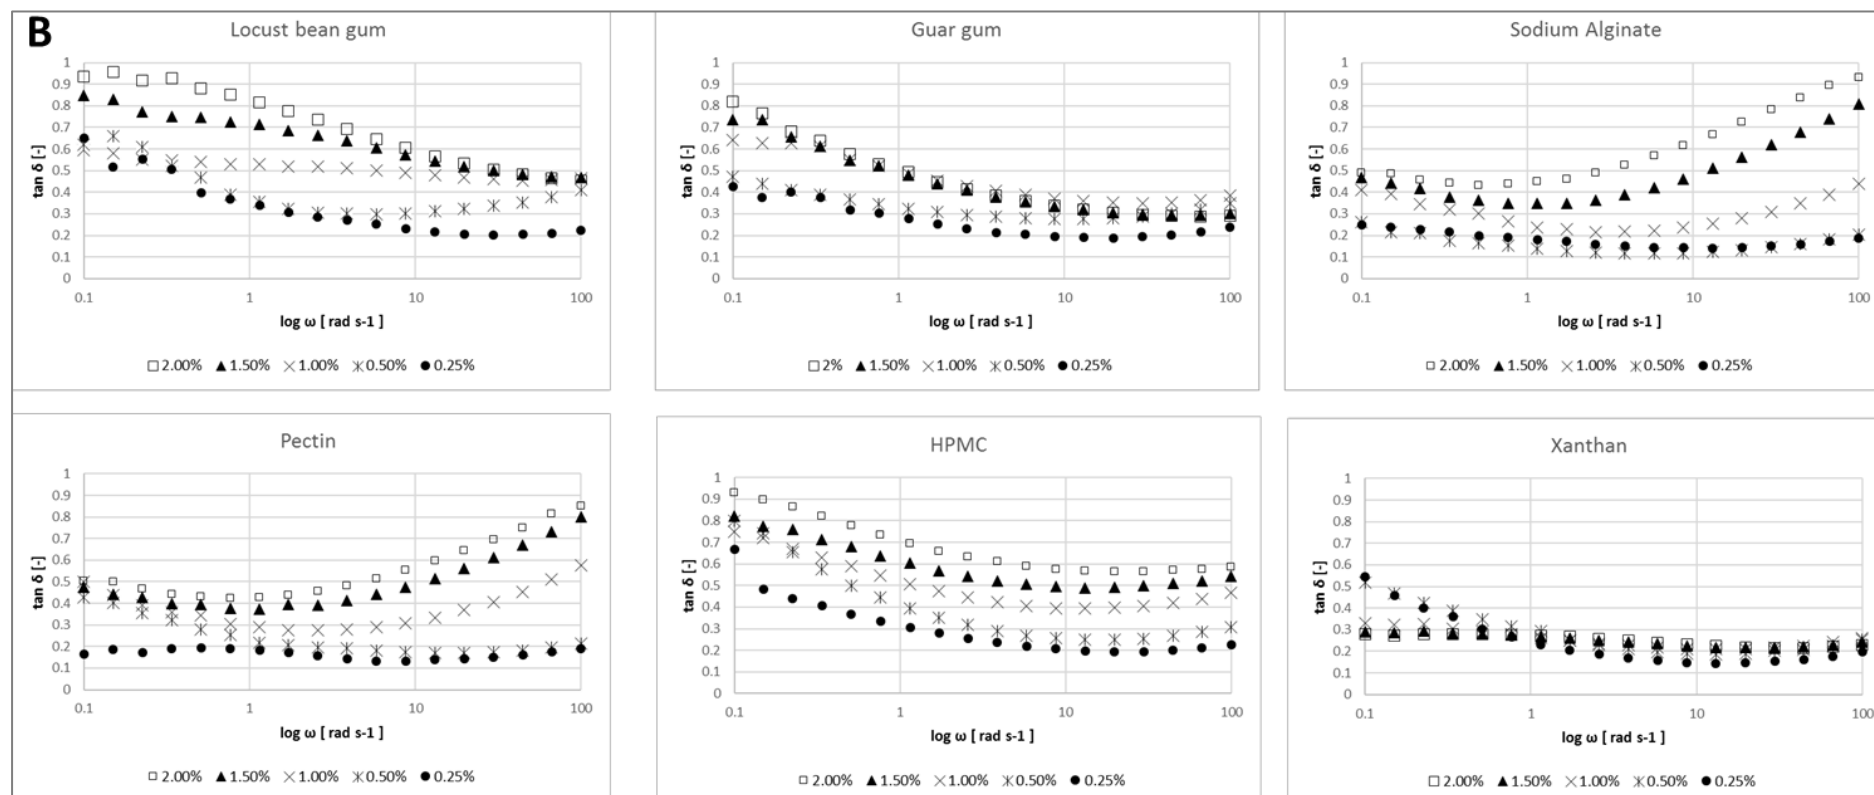 B
Locust bean gum
1
0.9
0.8
0.7
0.6
0.5
0.4
0.3
0.2
0.1
0
tan δ [-]
0.1 1 10 100
log ω [ rad s-1 ]
2.00% 1.50% 1.00% 0.50% 0.25%
Guar gum
1
0.9
0.8
0.7
0.6
0.5
0.4
0.3
0.2
0.1
0
tan δ [-]
0.1 1 10 100
log ω [ rad s-1 ]
2% 1.50% 1.00% 0.50% 0.25%
Sodium Alginate
1
0.9
0.8
0.7
0.6
0.5
0.4
0.3
0.2
0.1
0
tan δ [-]
0.1 1 10 100
log ω [ rad s-1 ]
2.00% 1.50% 1.00% 0.50% 0.25%
Pectin
1
0.9
0.8
0.7
0.6
0.5
0.4
0.3
0.2
0.1
0
tan δ [-]
0.1 1 10 100
log ω [ rad s-1 ]
2.00% 1.50% 1.00% 0.50% 0.25%
HPMC
1
0.9
0.8
0.7
0.6
0.5
0.4
0.3
0.2
0.1
0
tan δ [-]
0.1 1 10 100
log ω [ rad s-1 ]
2.00% 1.50% 1.00% 0.50% 0.25%
Xanthan
1
0.9
0.8
0.7
0.6
0.5
0.4
0.3
0.2
0.1
0
tan δ [-]
0.1 1 10 100
log ω [ rad s-1 ]
2.00% 1.50% 1.00% 0.50% 0.25%